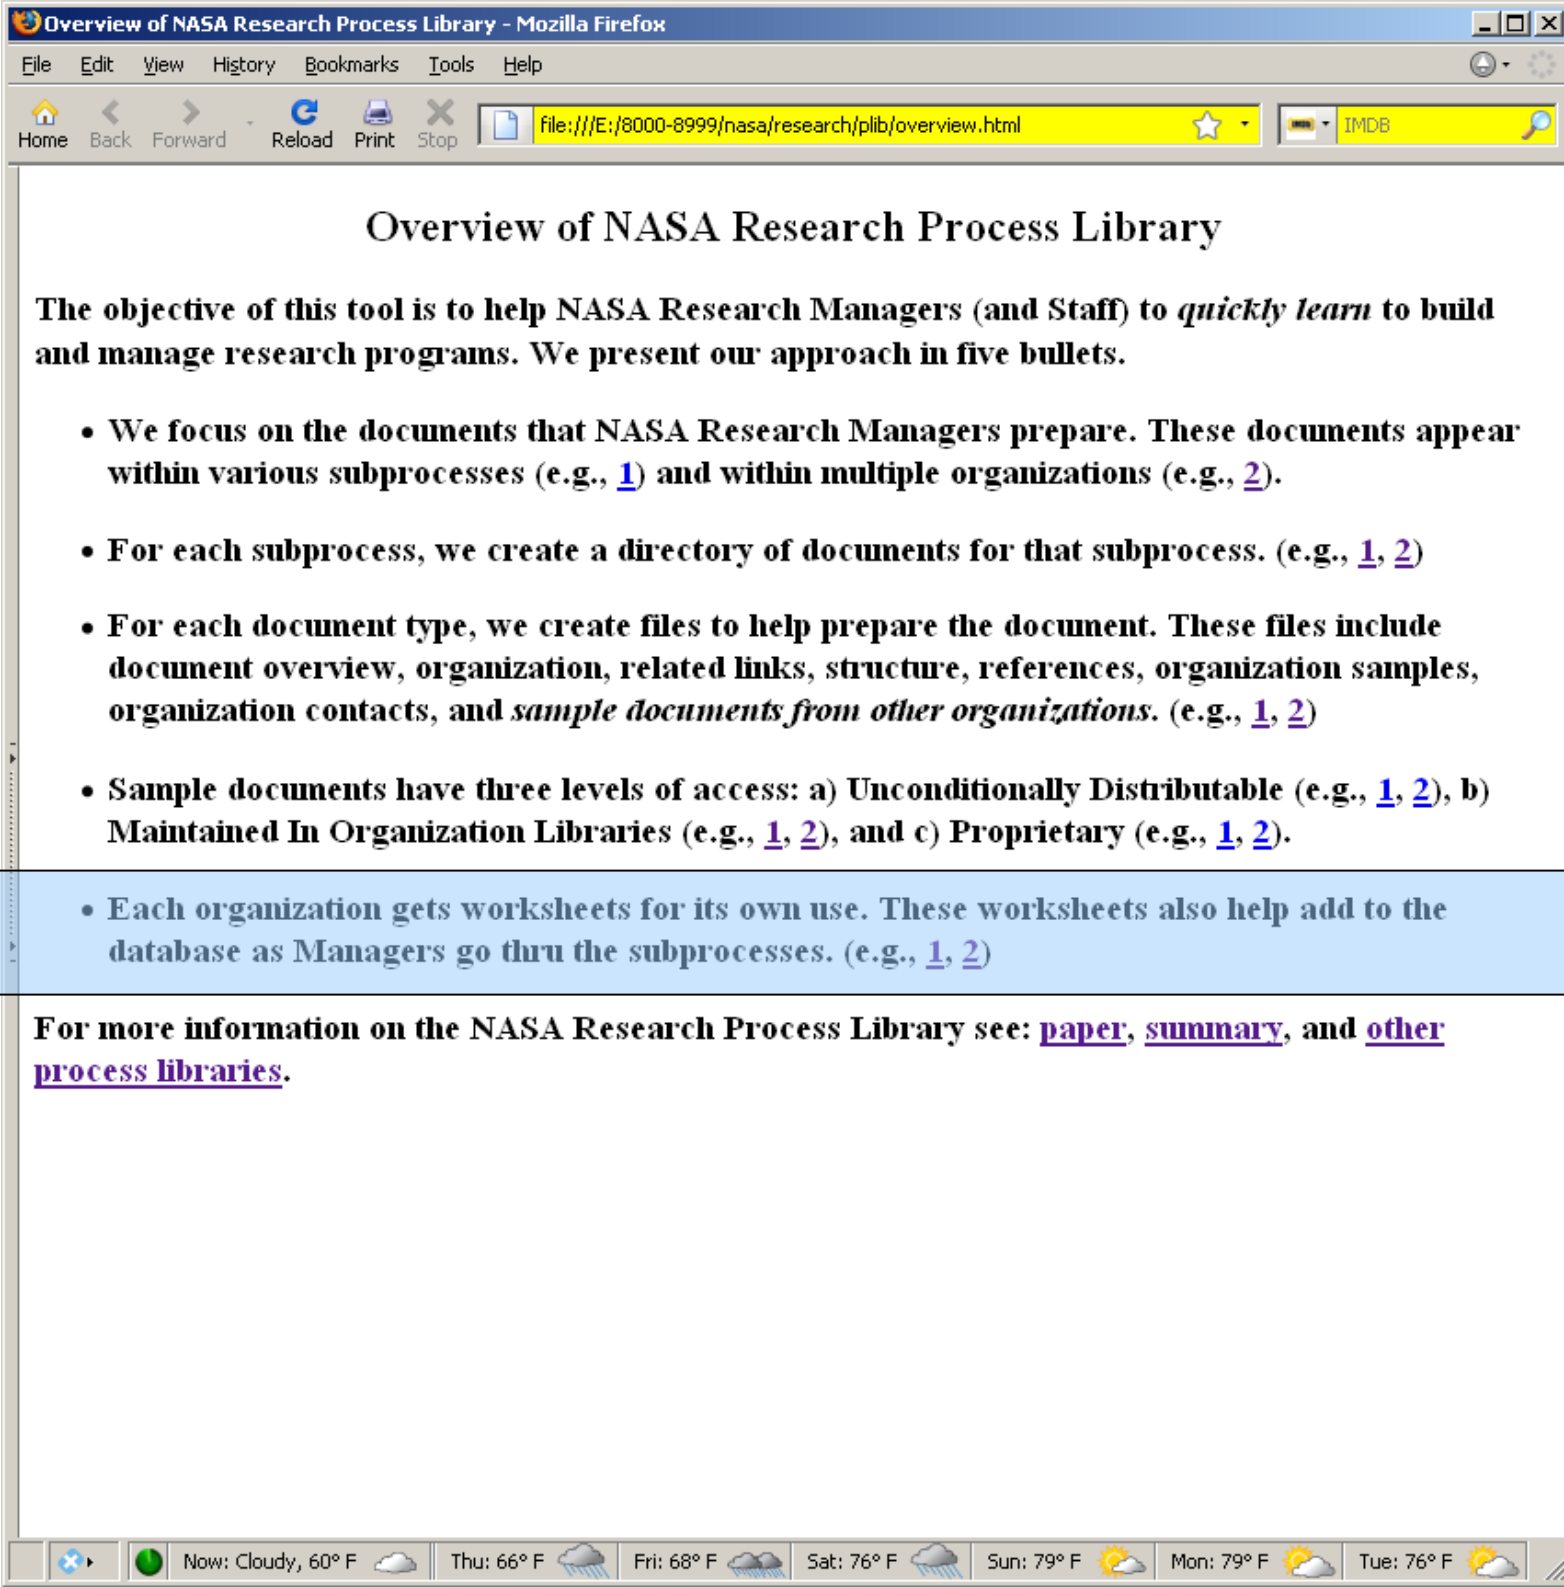 Overview of NASA Research Process Library - Mozilla Firefox
File Edit View History Bookmarks Tools Help
Home Back Forward Reload Print Stop file:///E:/8000-8999/nasa/research/plib/overview.html IMDB
Overview of NASA Research Process Library
The objective of this tool is to help NASA Research Managers (and Staff) to quickly learn to build
and manage research programs. We present our approach in five bullets.
• We focus on the documents that NASA Research Managers prepare. These documents appear
within various subprocesses (e.g., 1) and within multiple organizations (e.g., 2).
• For each subprocess, we create a directory of documents for that subprocess. (e.g., 1, 2)
• For each document type, we create files to help prepare the document. These files include
document overview, organization, related links, structure, references, organization samples,
organization contacts, and sample documents from other organizations. (e.g., 1, 2)
• Sample documents have three levels of access: a) Unconditionally Distributable (e.g., 1, 2), b)
Maintained In Organization Libraries (e.g., 1, 2), and c) Proprietary (e.g., 1, 2).
• Each organization gets worksheets for its own use. These worksheets also help add to the
database as Managers go thru the subprocesses. (e.g., 1, 2)
For more information on the NASA Research Process Library see: paper, summary, and other
process libraries.
Now: Cloudy, 60° F Thu: 66° F Fri: 68° F Sat: 76° F Sun: 79° F Mon: 79° F Tue: 76° F